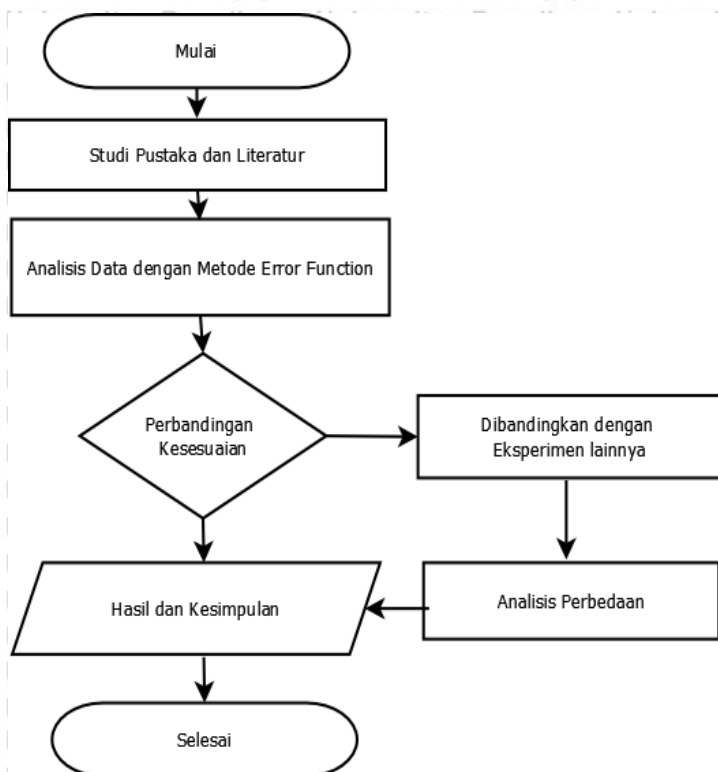 Mulai
Studi Pustaka dan Literatur
Analisis Data dengan Metode Error Function
Perbandingan
Kesesuaian
Dibandingkan dengan
Eksperimen lainnya
Hasil dan Kesimpulan
Analisis Perbedaan
Selesai